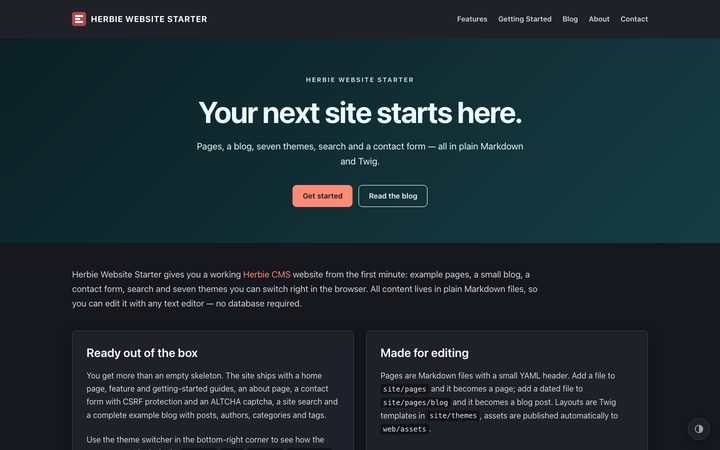 HERBIE WEBSITE STARTER
Features Getting Started Blog About Contact
HERBIE WEBSITE STARTER
Your next site starts here.
Pages, a blog, seven themes, search and a contact form — all in plain Markdown
and Twig.
Get started
Read the blog
Herbie Website Starter gives you a working Herbie CMS website from the first minute: example pages, a small blog, a
contact form, search and seven themes you can switch right in the browser. All content lives in plain Markdown files, so
you can edit it with any text editor — no database required.
Ready out of the box
You get more than an empty skeleton. The site ships with a home
page, feature and getting-started guides, an about page, a contact
form with CSRF protection and an ALTCHA captcha, a site search and
a complete example blog with posts, authors, categories and tags.
Use the theme switcher in the bottom-right corner to see how the
Made for editing
Pages are Markdown files with a small YAML header. Add a file to
site/pages and it becomes a page; add a dated file to
site/pages/blog and it becomes a blog post. Layouts are Twig
templates in site/themes, assets are published automatically to
web/assets.